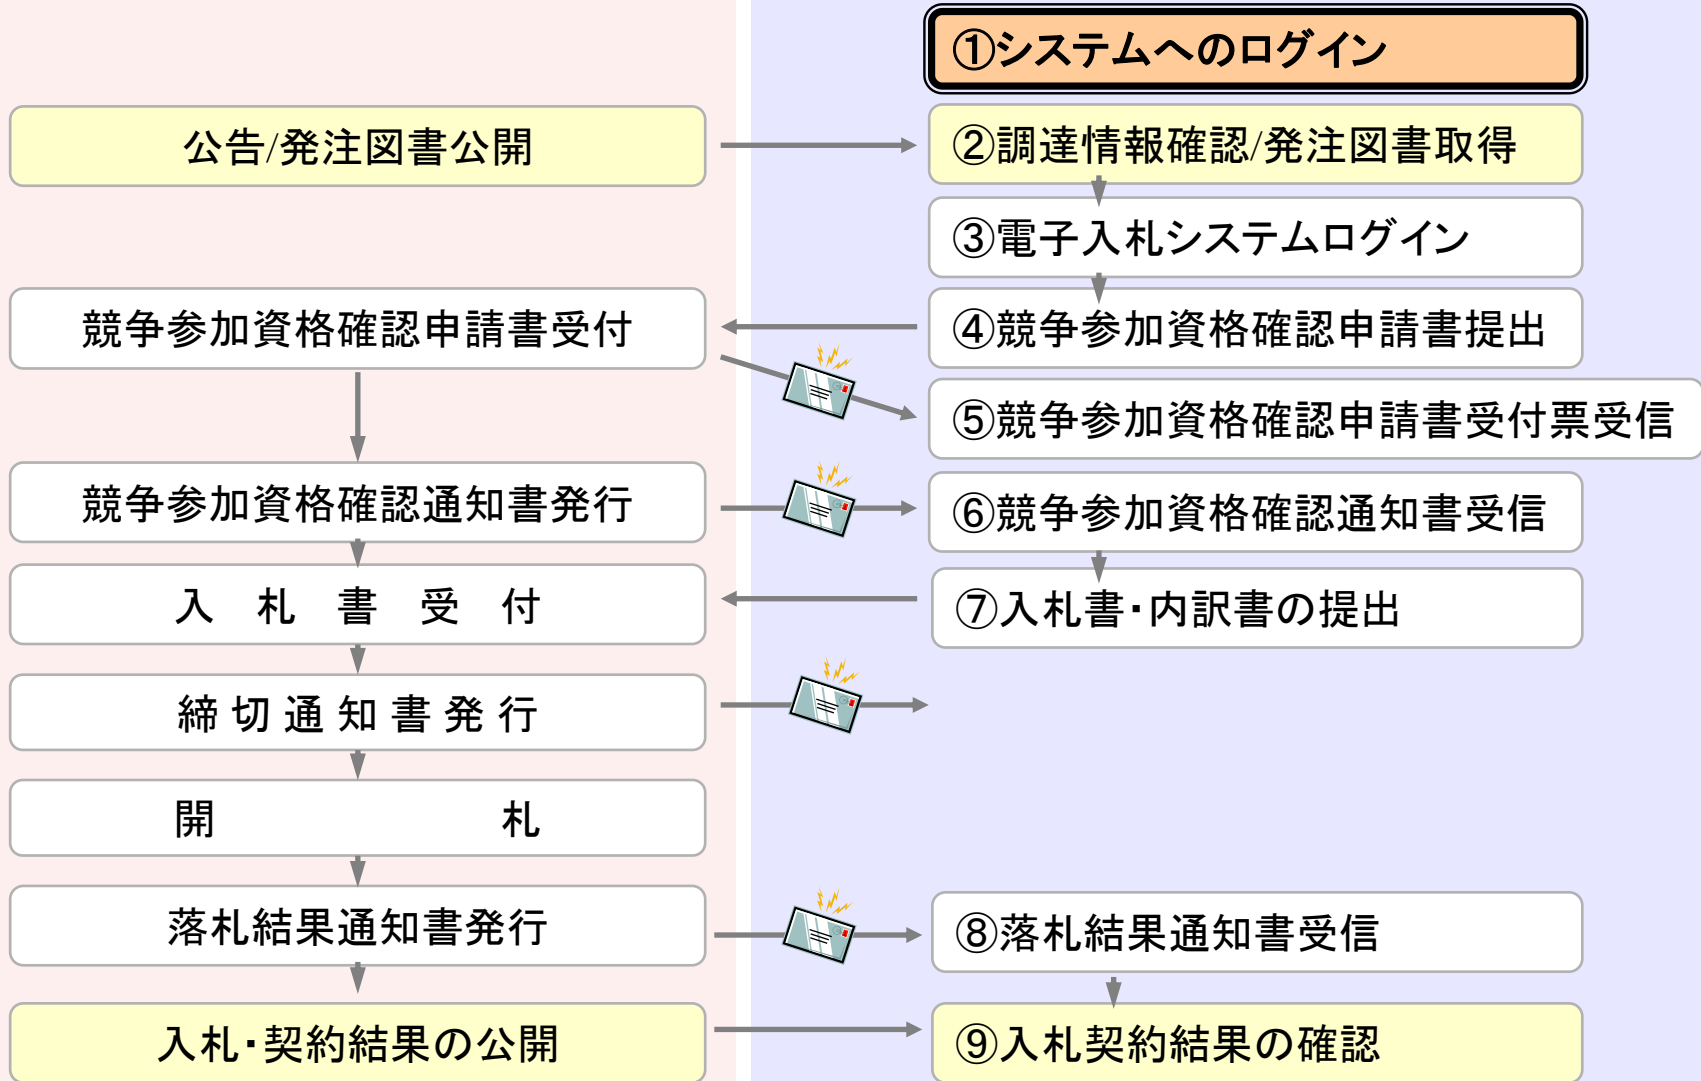 ①システムへのログイン
公告/発注図書公開
②調達情報確認/発注図書取得
③電子入札システムログイン
競争参加資格確認申請書受付
④競争参加資格確認申請書提出
⑤競争参加資格確認申請書受付票受信
競争参加資格確認通知書発行
⑥競争参加資格確認通知書受信
入 札 書 受 付
⑦入札書・内訳書の提出
締 切 通 知 書 発 行
開 札
落札結果通知書発行
⑧落札結果通知書受信
入札・契約結果の公開
⑨入札契約結果の確認